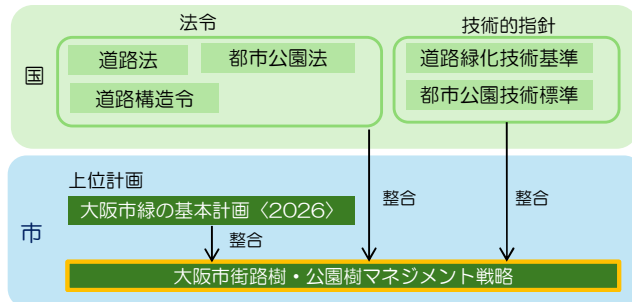 法令
技術的指針
国
道路法
都市公園法
道路構造令
道路緑化技術基準
都市公園技術標準
市
上位計画
大阪市緑の基本計画〈2026〉
整合
整合
整合
大阪市街路樹・公園樹マネジメント戦略